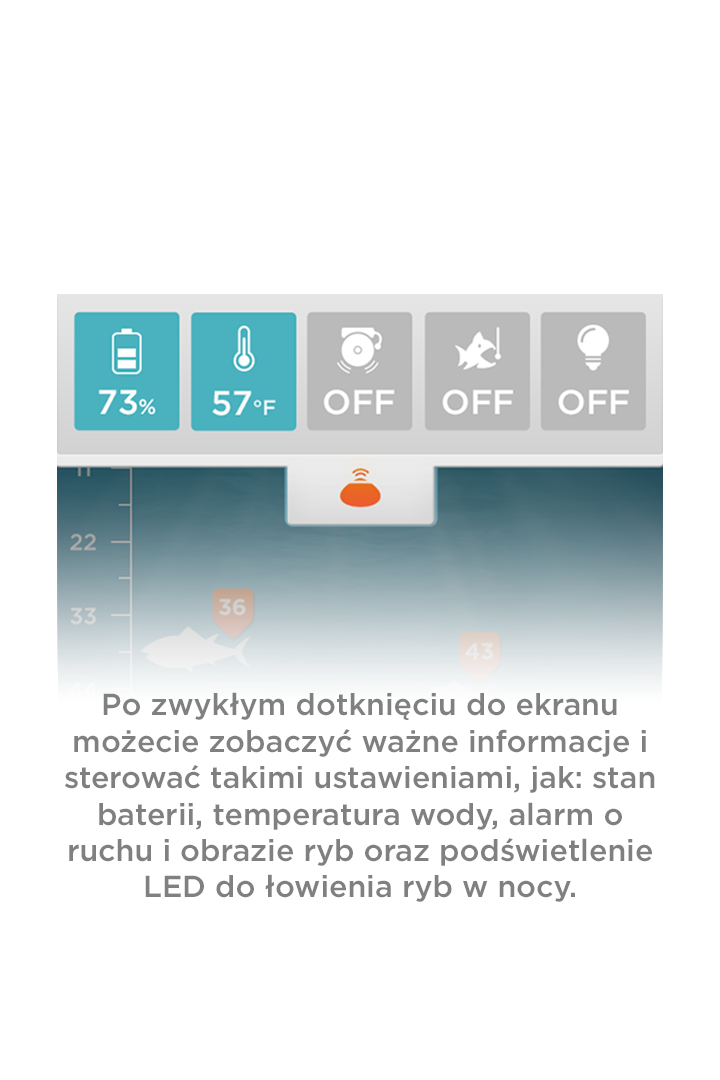 73% 57°F OFF OFF OFF
22
36
33
43
Po zwykłym dotknięciu do ekranu
możecie zobaczyć ważne informacje i
sterować takimi ustawieniami, jak: stan
baterii, temperatura wody, alarm o
ruchu i obrazie ryb oraz podświetlenie
LED do łowienia ryb w nocy.